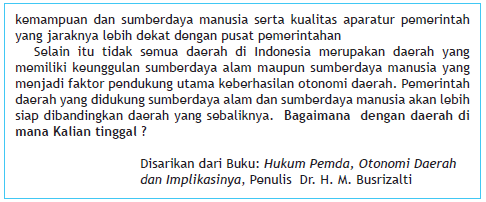 kemampuan dan sumberdaya manusia serta kualitas aparatur pemerintah
yang jaraknya lebih dekat dengan pusat pemerintahan
Selain itu tidak semua daerah di Indonesia merupakan daerah yang
memiliki keunggulan sumberdaya alam maupun sumberdaya manusia yang
menjadi faktor pendukung utama keberhasilan otonomi daerah. Pemerintah
daerah yang didukung sumberdaya alam dan sumberdaya manusia akan lebih
siap dibandingkan daerah yang sebaliknya. Bagaimana dengan daerah di
mana Kalian tinggal ?
Disarikan dari Buku: Hukum Pemda, Otonomi Daerah
dan Implikasinya, Penulis Dr. H. M. Busrizalti